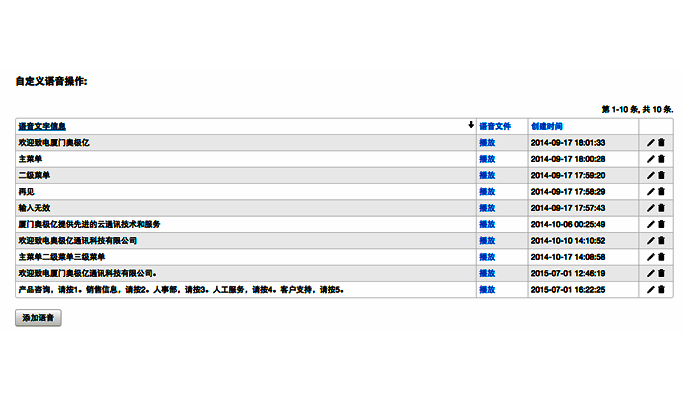 自定义语音操作:
第 1-10 条, 共 10 条.
语音文字信息 语音文件 创建时间
欢迎致电厦门奥极亿 播放 2014-09-17 18:01:33
主菜单 播放 2014-09-17 18:00:28
二级菜单 播放 2014-09-17 17:59:20
再见 播放 2014-09-17 17:58:29
输入无效 播放 2014-09-17 17:57:43
厦门奥极亿提供先进的云通讯技术和服务 播放 2014-10-06 00:25:49
欢迎致电奥极亿通讯科技有限公司 播放 2014-10-10 14:10:52
主菜单二级菜单三级菜单 播放 2014-10-17 14:08:58
欢迎致电厦门奥极亿通讯科技有限公司。 播放 2015-07-01 12:46:19
产品咨询，请按1。销售信息，请按2。人事部，请按3。人工服务，请按4。客户支持，请按5。 播放 2015-07-01 16:22:25
添加语音